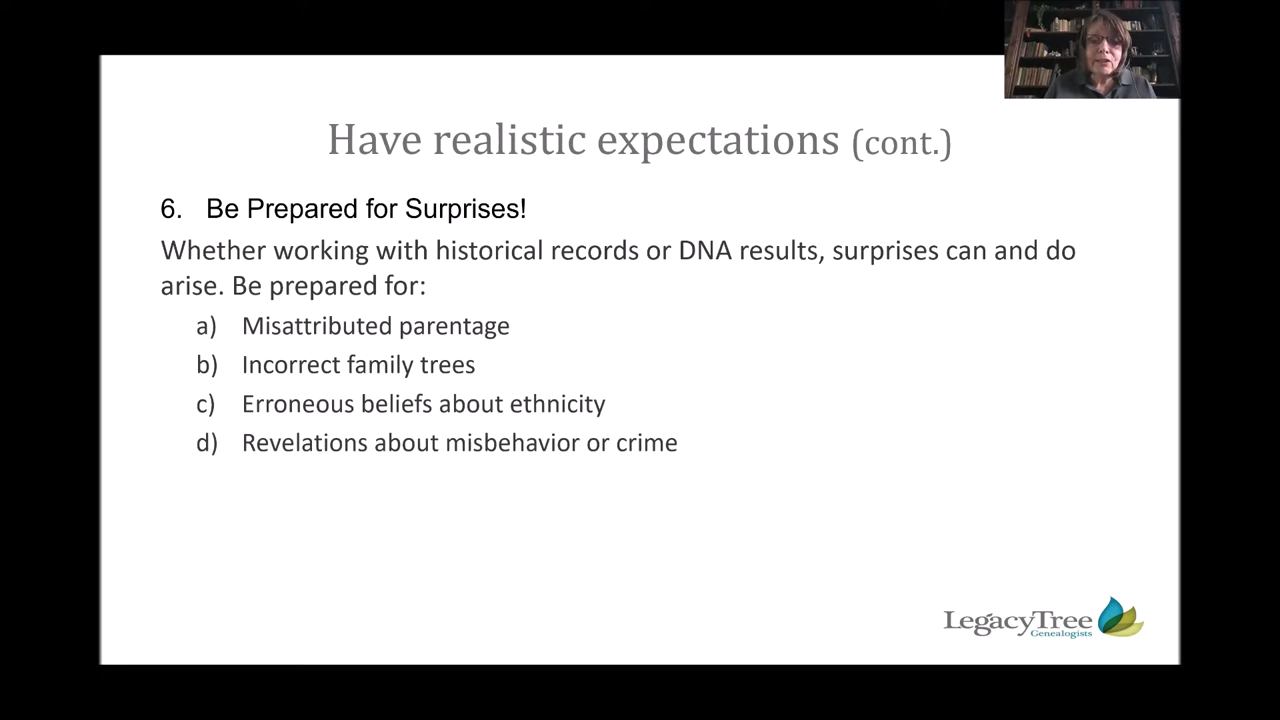 Have realistic expectations (cont.)
6. Be Prepared for Surprises!
Whether working with historical records or DNA results, surprises can and do
arise. Be prepared for:
a) Misattributed parentage
b) Incorrect family trees
c) Erroneous beliefs about ethnicity
d) Revelations about misbehavior or crime
LegacyTree
Genealogists